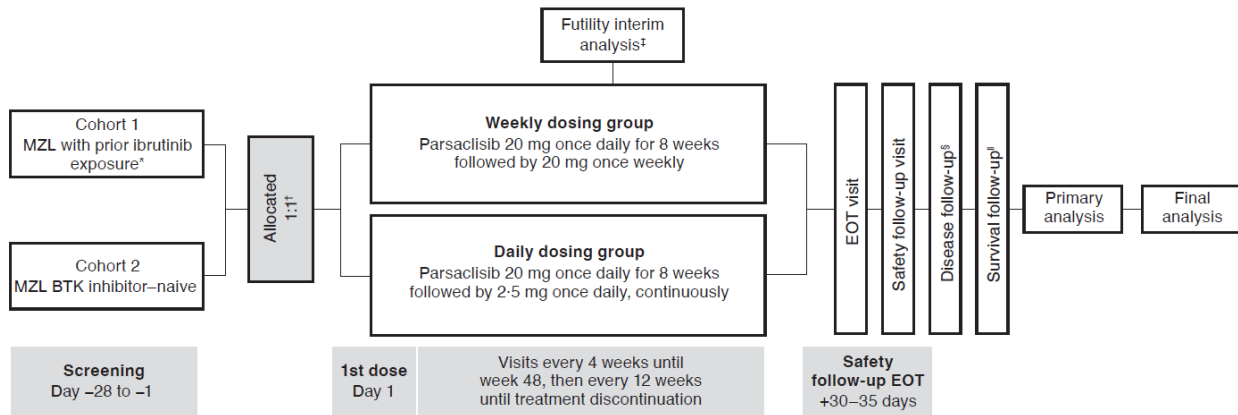 Futility interim
analysis‡
Cohort 1
MZL with prior ibrutinib
exposure*
Cohort 2
MZL BTK inhibitor–naive
Allocated
1:1†
Weekly dosing group
Parsaclisib 20 mg once daily for 8 weeks
followed by 20 mg once weekly
Daily dosing group
Parsaclisib 20 mg once daily for 8 weeks
followed by 2·5 mg once daily, continuously
EOT visit
Safety follow-up visit
Disease follow-up§
Survival follow-up‖
Primary
analysis
Final
analysis
Screening
Day –28 to –1
1st dose
Day 1
Visits every 4 weeks until
week 48, then every 12 weeks
until treatment discontinuation
Safety
follow-up EOT
+30–35 days